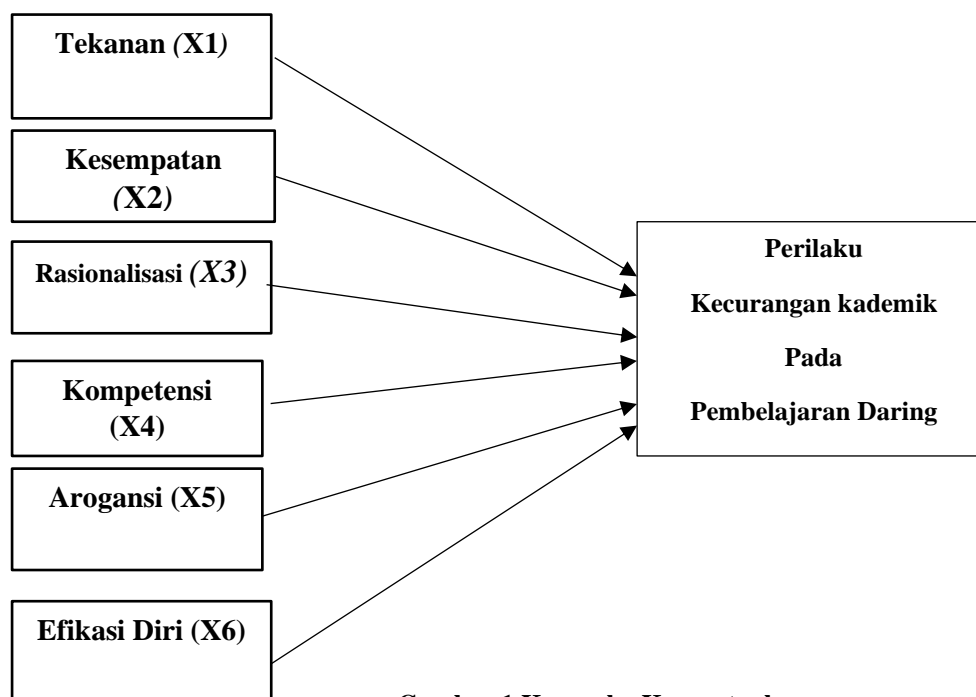 Tekanan (X1)
Kesempatan
(X2)
Rasionalisasi (X3)
Kompetensi
(X4)
Arogansi (X5)
Efikasi Diri (X6)
Perilaku
Kecurangan kademik
Pada
Pembelajaran Daring